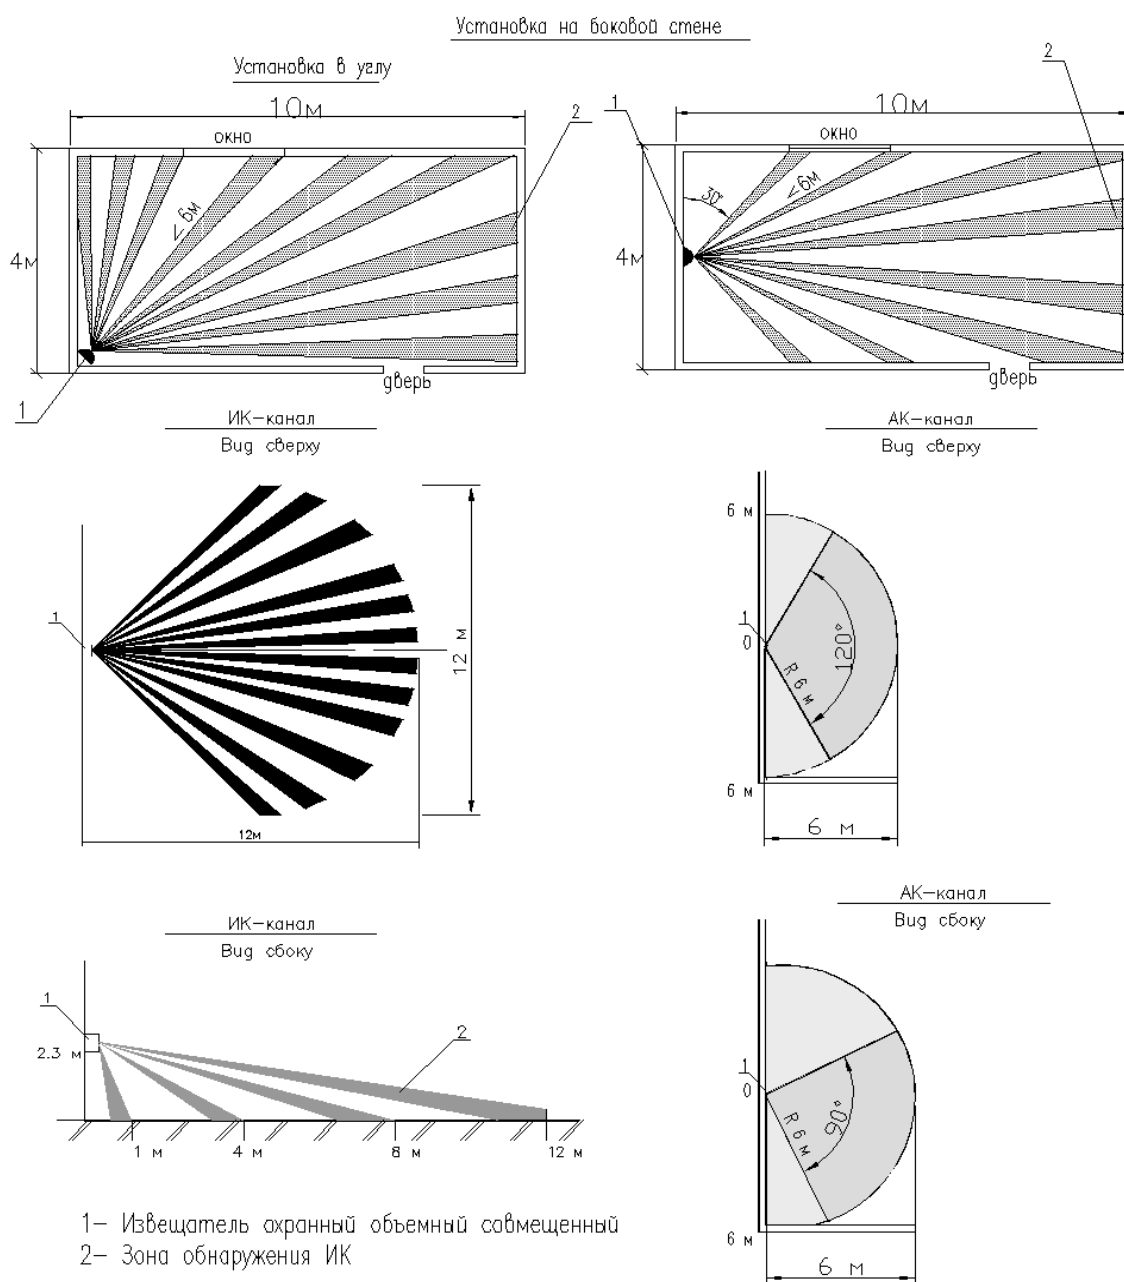 Установка на боковой стене
Установка в углу
2
10м
2
1
10м
окно
окно
<6м
30°
<6м
4м
4м
дверь
дверь
1
ИК-канал
Вид сверху
АК-канал
Вид сверху
6 м
1
12 м
1
0
120°
R 6 м
6 м
12м
6 м
ИК-канал
Вид сбоку
АК-канал
Вид сбоку
1
2.3 м
2
1
0
90°
R 6 м
1 м
4 м
8 м
12 м
1- Извещатель охранный объемный совмещенный
2- Зона обнаружения ИК
6 м
6 м